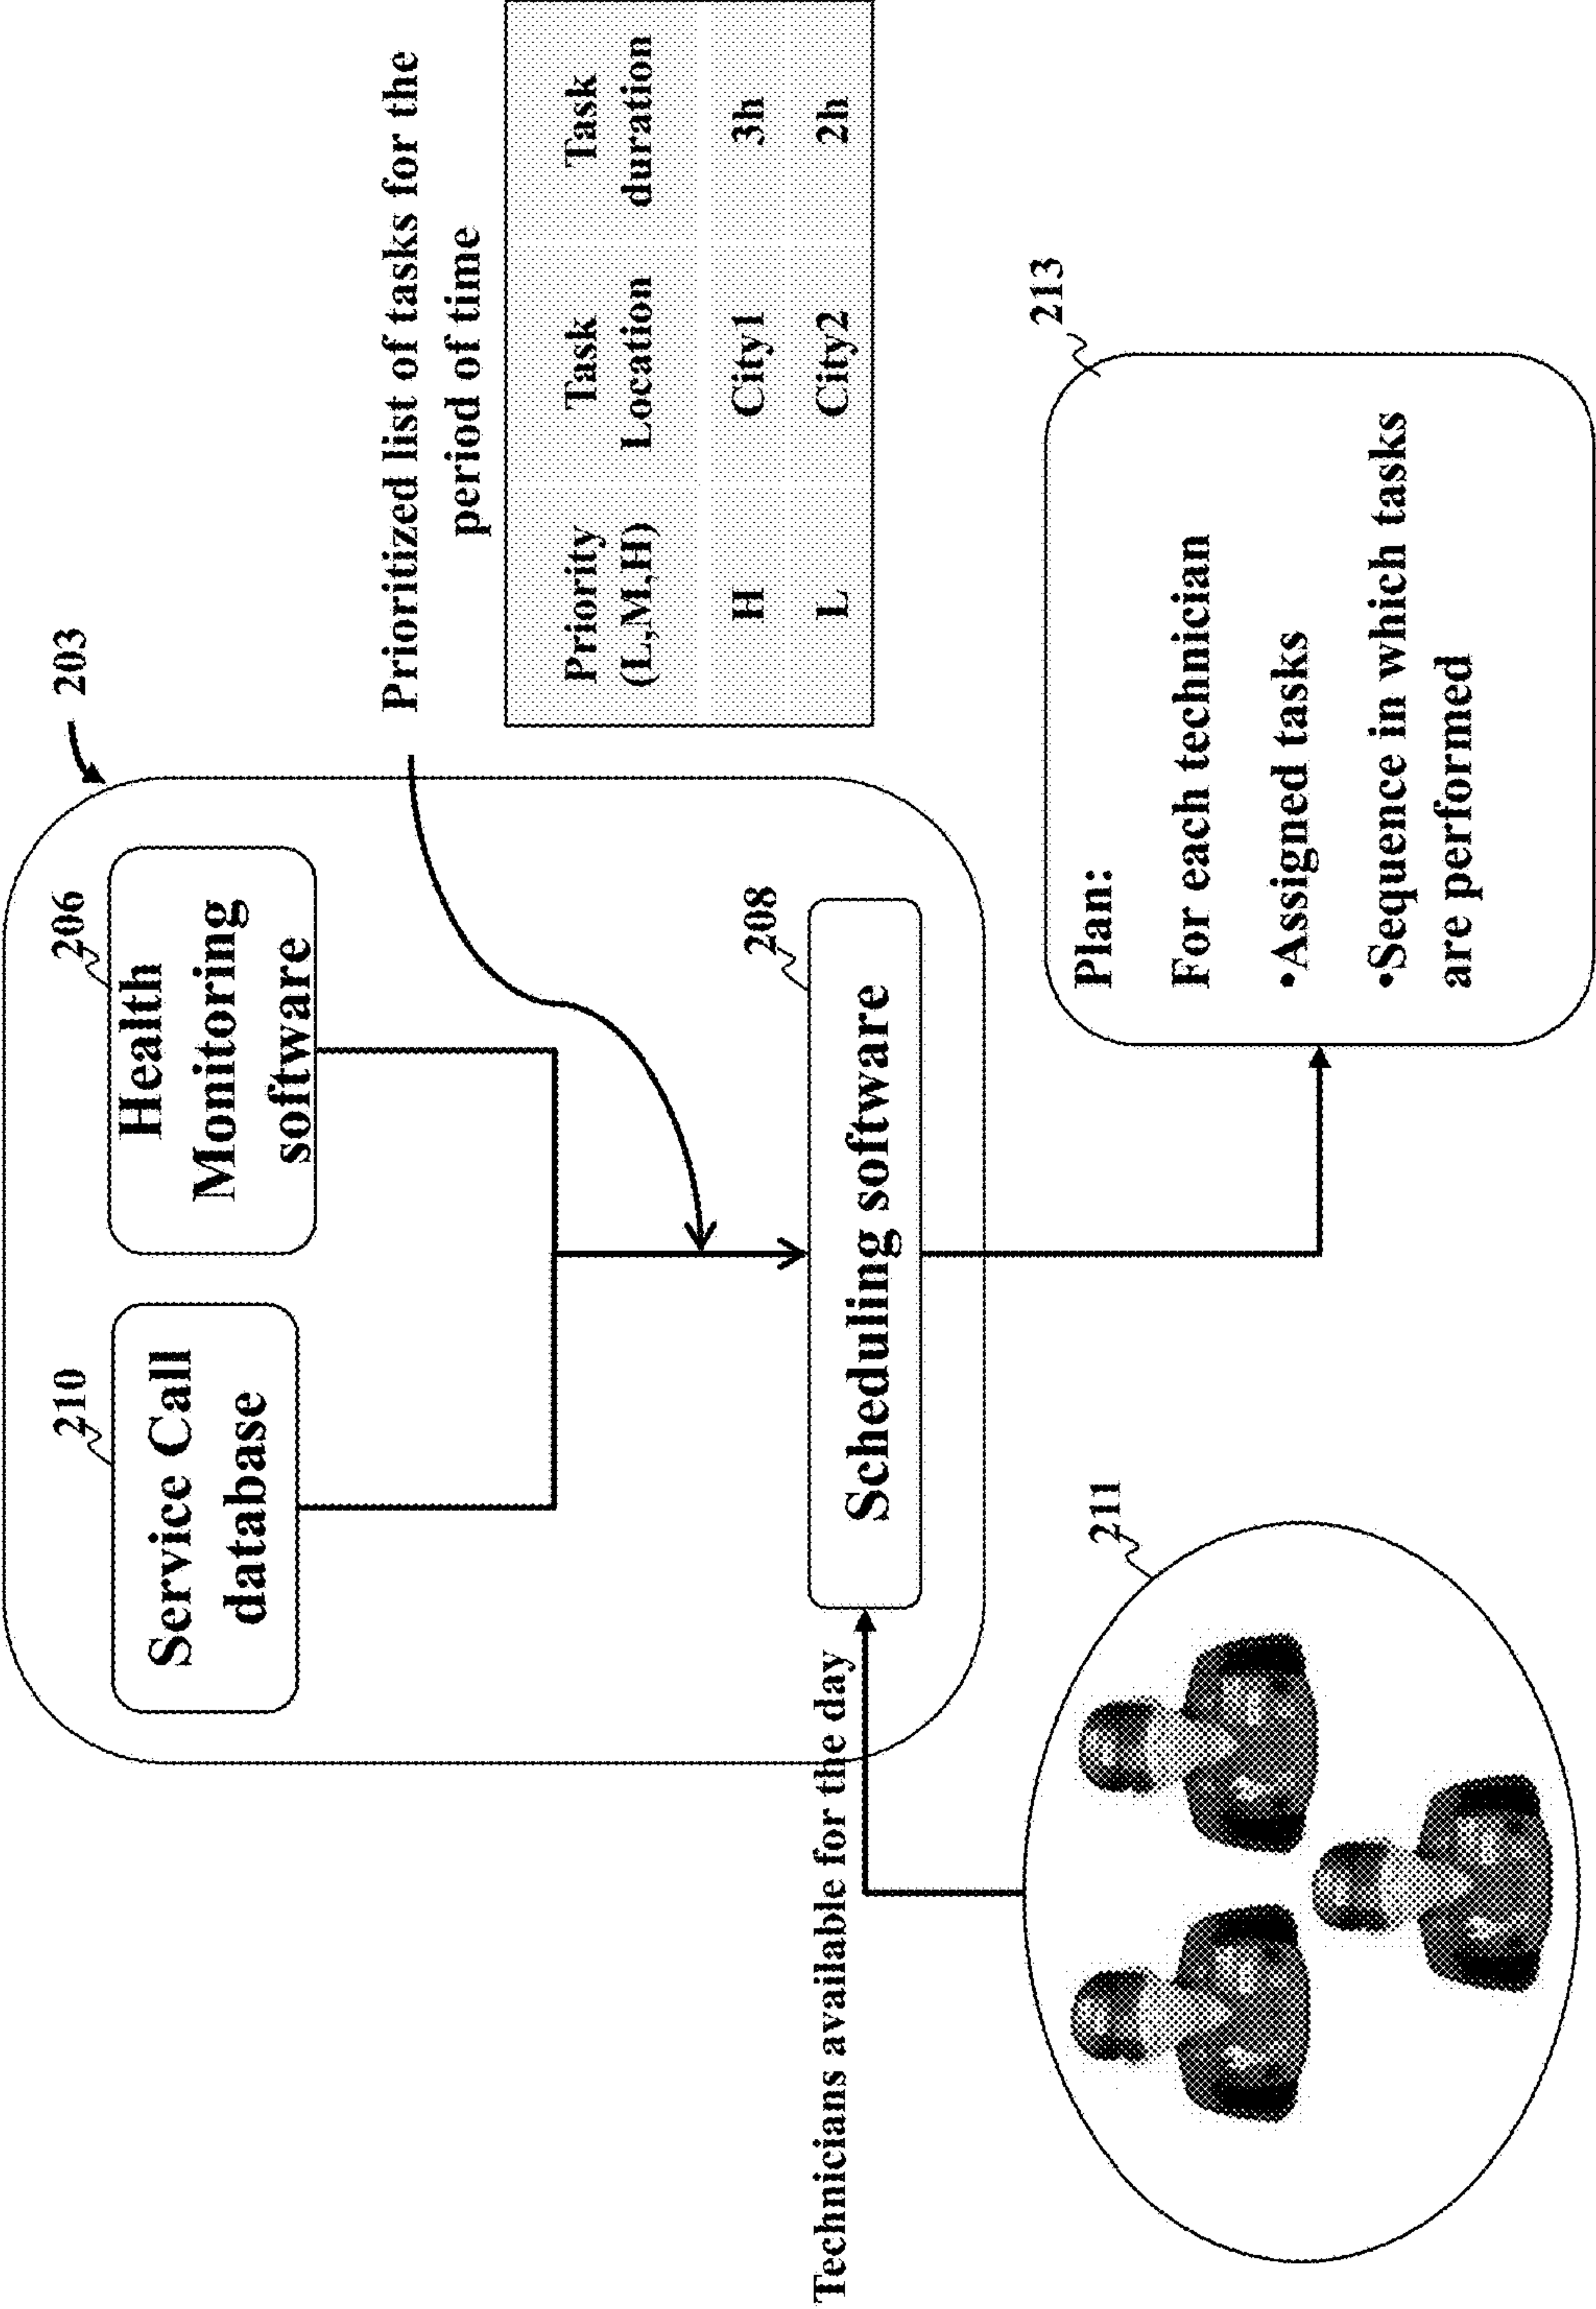 203
210
Service Call
database
206
Health
Monitoring
software
Prioritized list of tasks for the
period of time
Priority Task Task
(L,M,H) Location duration
H City1 3h
L City2 2h
208
Scheduling software
Technicians available for the day
211
213
Plan:
For each technician
•Assigned tasks
•Sequence in which tasks
are performed